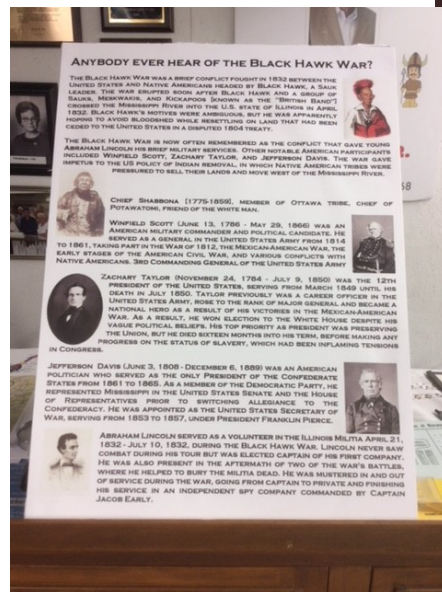 ANYBODY EVER HEAR OF THE BLACK HAWK WAR?
THE BLACK HAWK WAR WAS A BRIEF CONFLICT FOUGHT IN 1832 BETWEEN THE
UNITED STATES AND NATIVE AMERICANS HEADED BY BLACK HAWK, A SAUK
LEADER. THE WAR ERUPTED SOON AFTER BLACK HAWK AND A GROUP OF
SAUKS, MESKWAKIS, AND KICKAPOOS [KNOWN AS THE "BRITISH BAND"]
CROSSED THE MISSISSIPPI RIVER INTO THE U.S. STATE OF ILLINOIS IN APRIL
1832. BLACK HAWK'S MOTIVES WERE AMBIGUOUS, BUT HE WAS APPARENTLY
HOPING TO AVOID BLOODSHED WHILE RESETTLING ON LAND THAT HAD BEEN
CEDED TO THE UNITED STATES IN A DISPUTED 1804 TREATY.
THE BLACK HAWK WAR IS NOW OFTEN REMEMBERED AS THE CONFLICT THAT GAVE YOUNG
ABRAHAM LINCOLN HIS BRIEF MILITARY SERVICE. OTHER NOTABLE AMERICAN PARTICIPANTS
INCLUDED WINFIELD SCOTT, ZACHARY TAYLOR, AND JEFFERSON DAVIS. THE WAR GAVE
IMPETUS TO THE US POLICY OF INDIAN REMOVAL, IN WHICH NATIVE AMERICAN TRIBES WERE
PRESSURED TO SELL THEIR LANDS AND MOVE WEST OF THE MISSISSIPPI RIVER.
CHIEF SHABBONA [1775-1859], MEMBER OF OTTAWA TRIBE, CHIEF OF
POTAWATOMI, FRIEND OF THE WHITE MAN.
WINFIELD SCOTT (JUNE 13, 1786 - MAY 29, 1866) WAS AN
AMERICAN MILITARY COMMANDER AND POLITICAL CANDIDATE. HE
SERVED AS A GENERAL IN THE UNITED STATES ARMY FROM 1814
TO 1861, TAKING PART IN THE WAR OF 1812, THE MEXICAN-AMERICAN WAR, THE
EARLY STAGES OF THE AMERICAN CIVIL WAR, AND VARIOUS CONFLICTS WITH
NATIVE AMERICANS. 3RD COMMANDING GENERAL OF THE UNITED STATES ARMY
ZACHARY TAYLOR (NOVEMBER 24, 1784 - JULY 9, 1850) WAS THE 12TH
PRESIDENT OF THE UNITED STATES, SERVING FROM MARCH 1849 UNTIL HIS
DEATH IN JULY 1850. TAYLOR PREVIOUSLY WAS A CAREER OFFICER IN THE
UNITED STATES ARMY, ROSE TO THE RANK OF MAJOR GENERAL AND BECAME A
NATIONAL HERO AS A RESULT OF HIS VICTORIES IN THE MEXICAN-AMERICAN
WAR. AS A RESULT, HE WON ELECTION TO THE WHITE HOUSE DESPITE HIS
VAGUE POLITICAL BELIEFS. HIS TOP PRIORITY AS PRESIDENT WAS PRESERVING
THE UNION, BUT HE DIED SIXTEEN MONTHS INTO HIS TERM, BEFORE MAKING ANY
PROGRESS ON THE STATUS OF SLAVERY, WHICH HAD BEEN INFLAMING TENSIONS
IN CONGRESS.
JEFFERSON DAVIS (JUNE 3, 1808 - DECEMBER 6, 1889) WAS AN AMERICAN
POLITICIAN WHO SERVED AS THE ONLY PRESIDENT OF THE CONFEDERATE
STATES FROM 1861 TO 1865. AS A MEMBER OF THE DEMOCRATIC PARTY, HE
REPRESENTED MISSISSIPPI IN THE UNITED STATES SENATE AND THE HOUSE
OF REPRESENTATIVES PRIOR TO SWITCHING ALLEGIANCE TO THE
CONFEDERACY. HE WAS APPOINTED AS THE UNITED STATES SECRETARY OF
WAR, SERVING FROM 1853 TO 1857, UNDER PRESIDENT FRANKLIN PIERCE.
ABRAHAM LINCOLN SERVED AS A VOLUNTEER IN THE ILLINOIS MILITIA APRIL 21,
1832 - JULY 10, 1832, DURING THE BLACK HAWK WAR. LINCOLN NEVER SAW
COMBAT DURING HIS TOUR BUT WAS ELECTED CAPTAIN OF HIS FIRST COMPANY.
HE WAS ALSO PRESENT IN THE AFTERMATH OF TWO OF THE WAR'S BATTLES,
WHERE HE HELPED TO BURY THE MILITIA DEAD. HE WAS MUSTERED IN AND OUT
OF SERVICE DURING THE WAR, GOING FROM CAPTAIN TO PRIVATE AND FINISHING
HIS SERVICE IN AN INDEPENDENT SPY COMPANY COMMANDED BY CAPTAIN
JACOB EARLY.